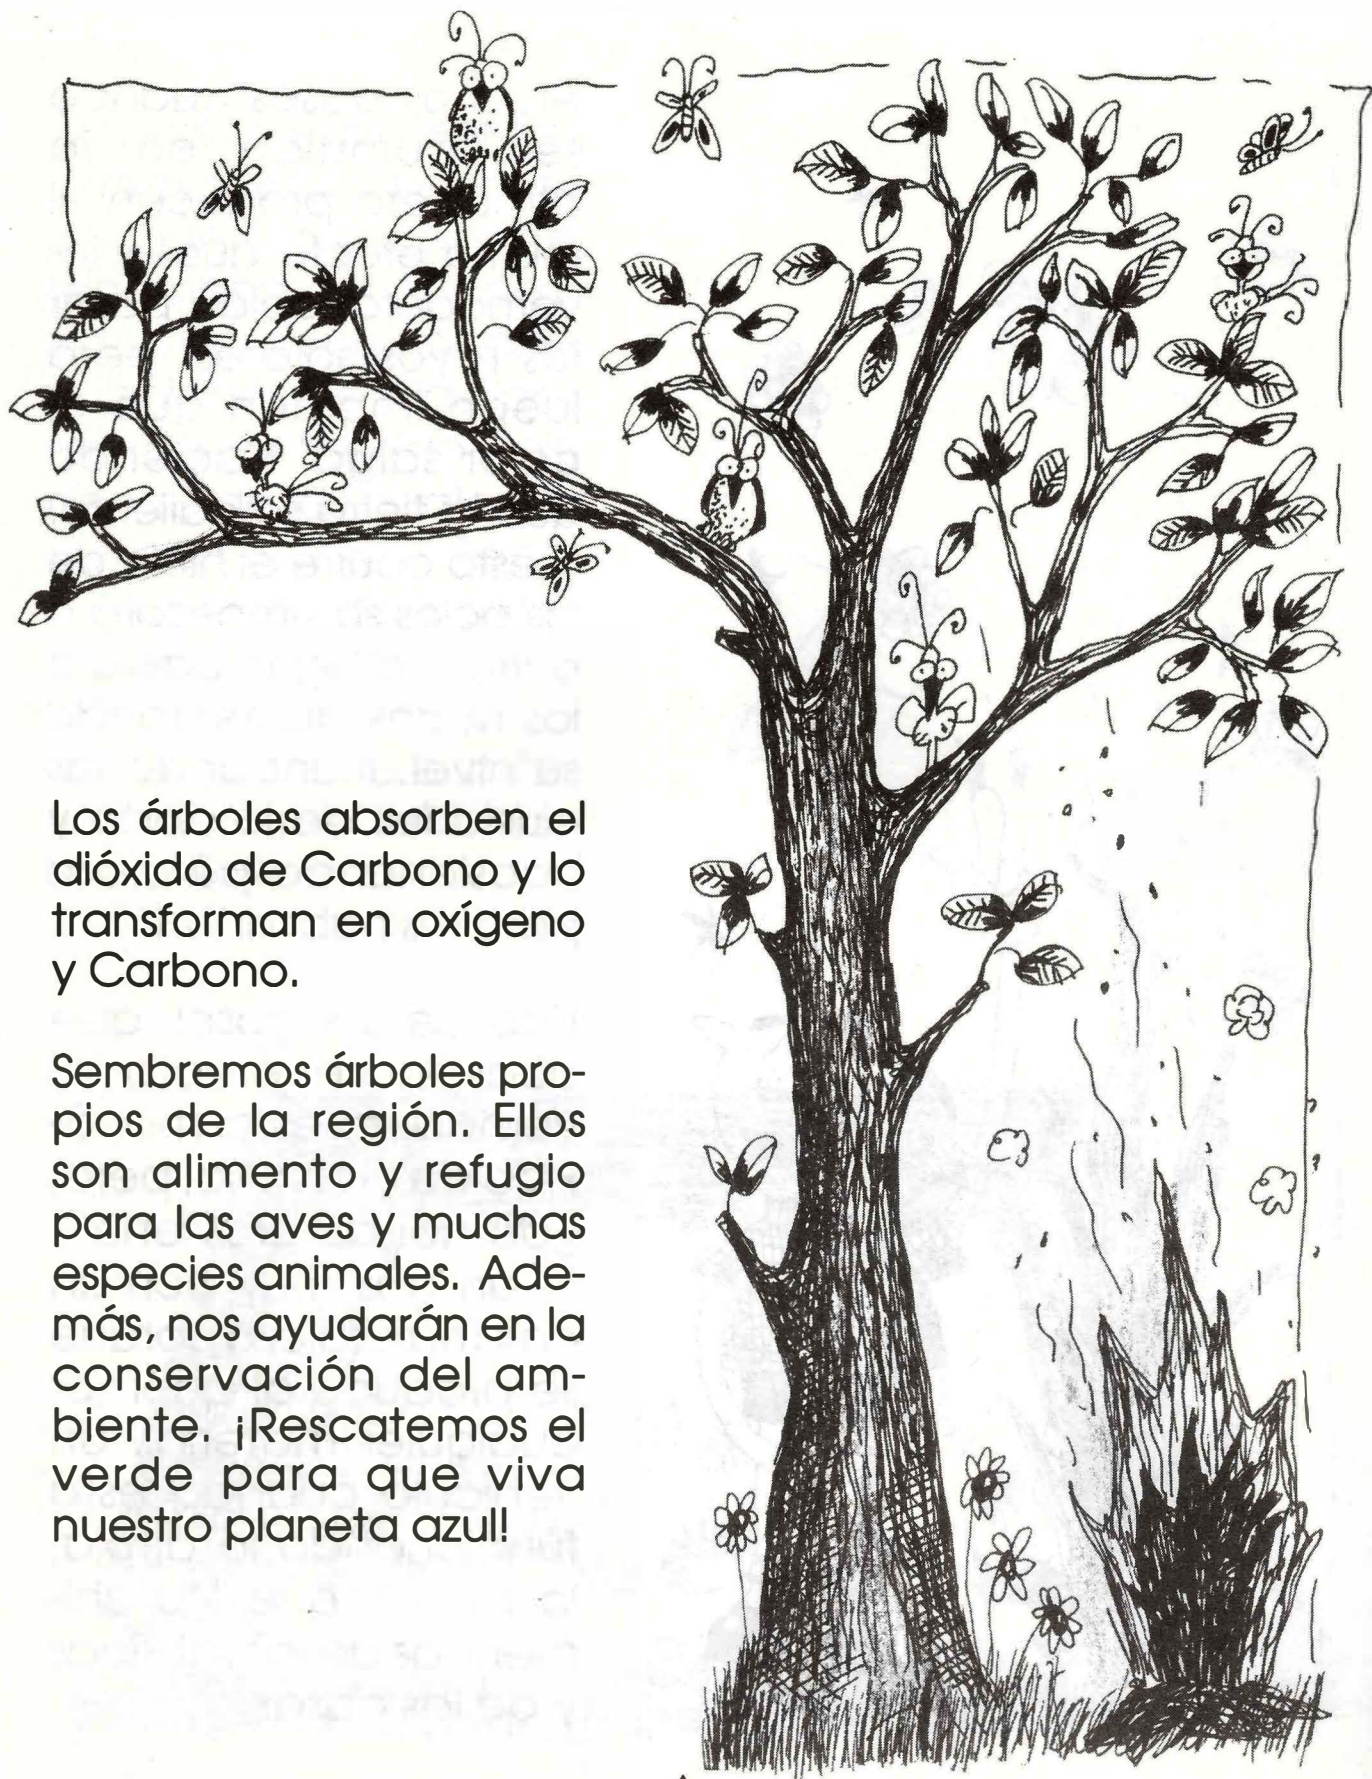 Los árboles absorben el
dióxido de Carbono y lo
transforman en oxígeno
y Carbono.
Sembremos árboles pro-
pios de la región. Ellos
son alimento y refugio
para las aves y muchas
especies animales. Ade-
más, nos ayudarán en la
conservación del am-
biente. ¡Rescatemos el
verde para que viva
nuestro planeta azul!